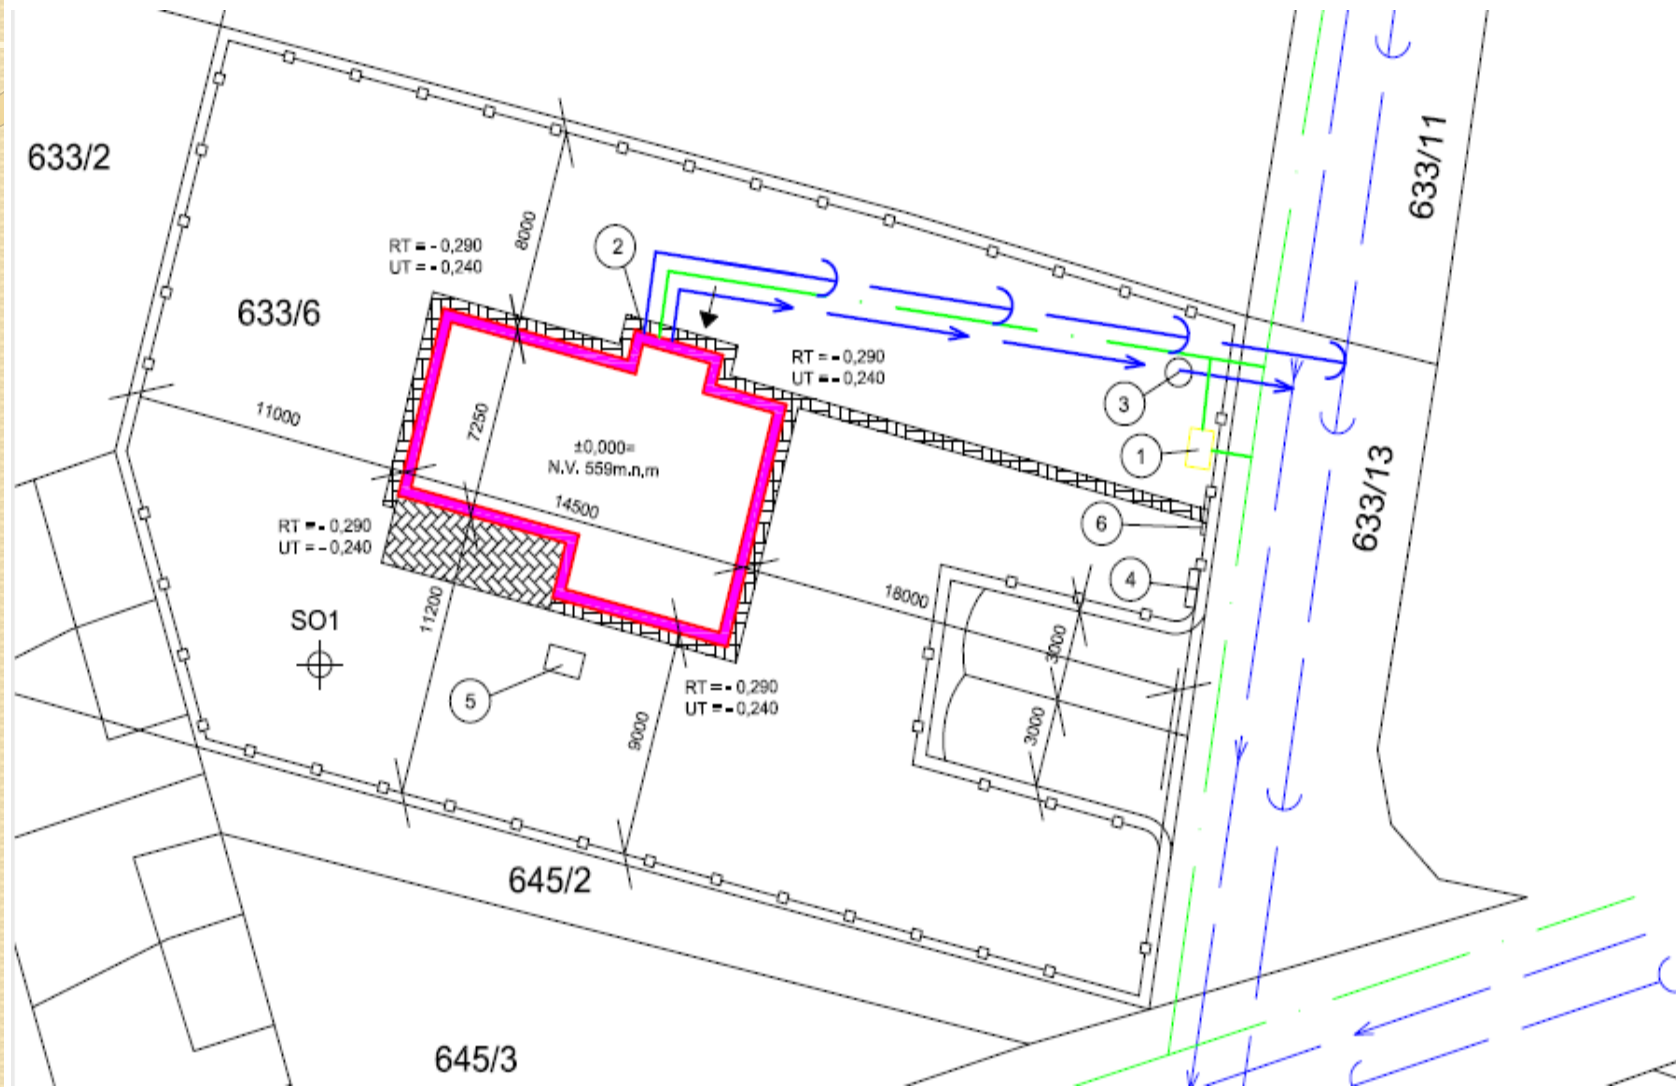 633/2
633/11
8000
RT = - 0,290
UT = - 0,240
2
633/6
RT = - 0,290
UT = - 0,240
3
11000
7250
±0,000=
N.V. 559m.n.m
1
14500
633/13
6
RT = - 0,290
UT = - 0,240
4
18000
11200
SO1
3000
5
RT = - 0,290
UT = - 0,240
9000
3000
645/2
645/3